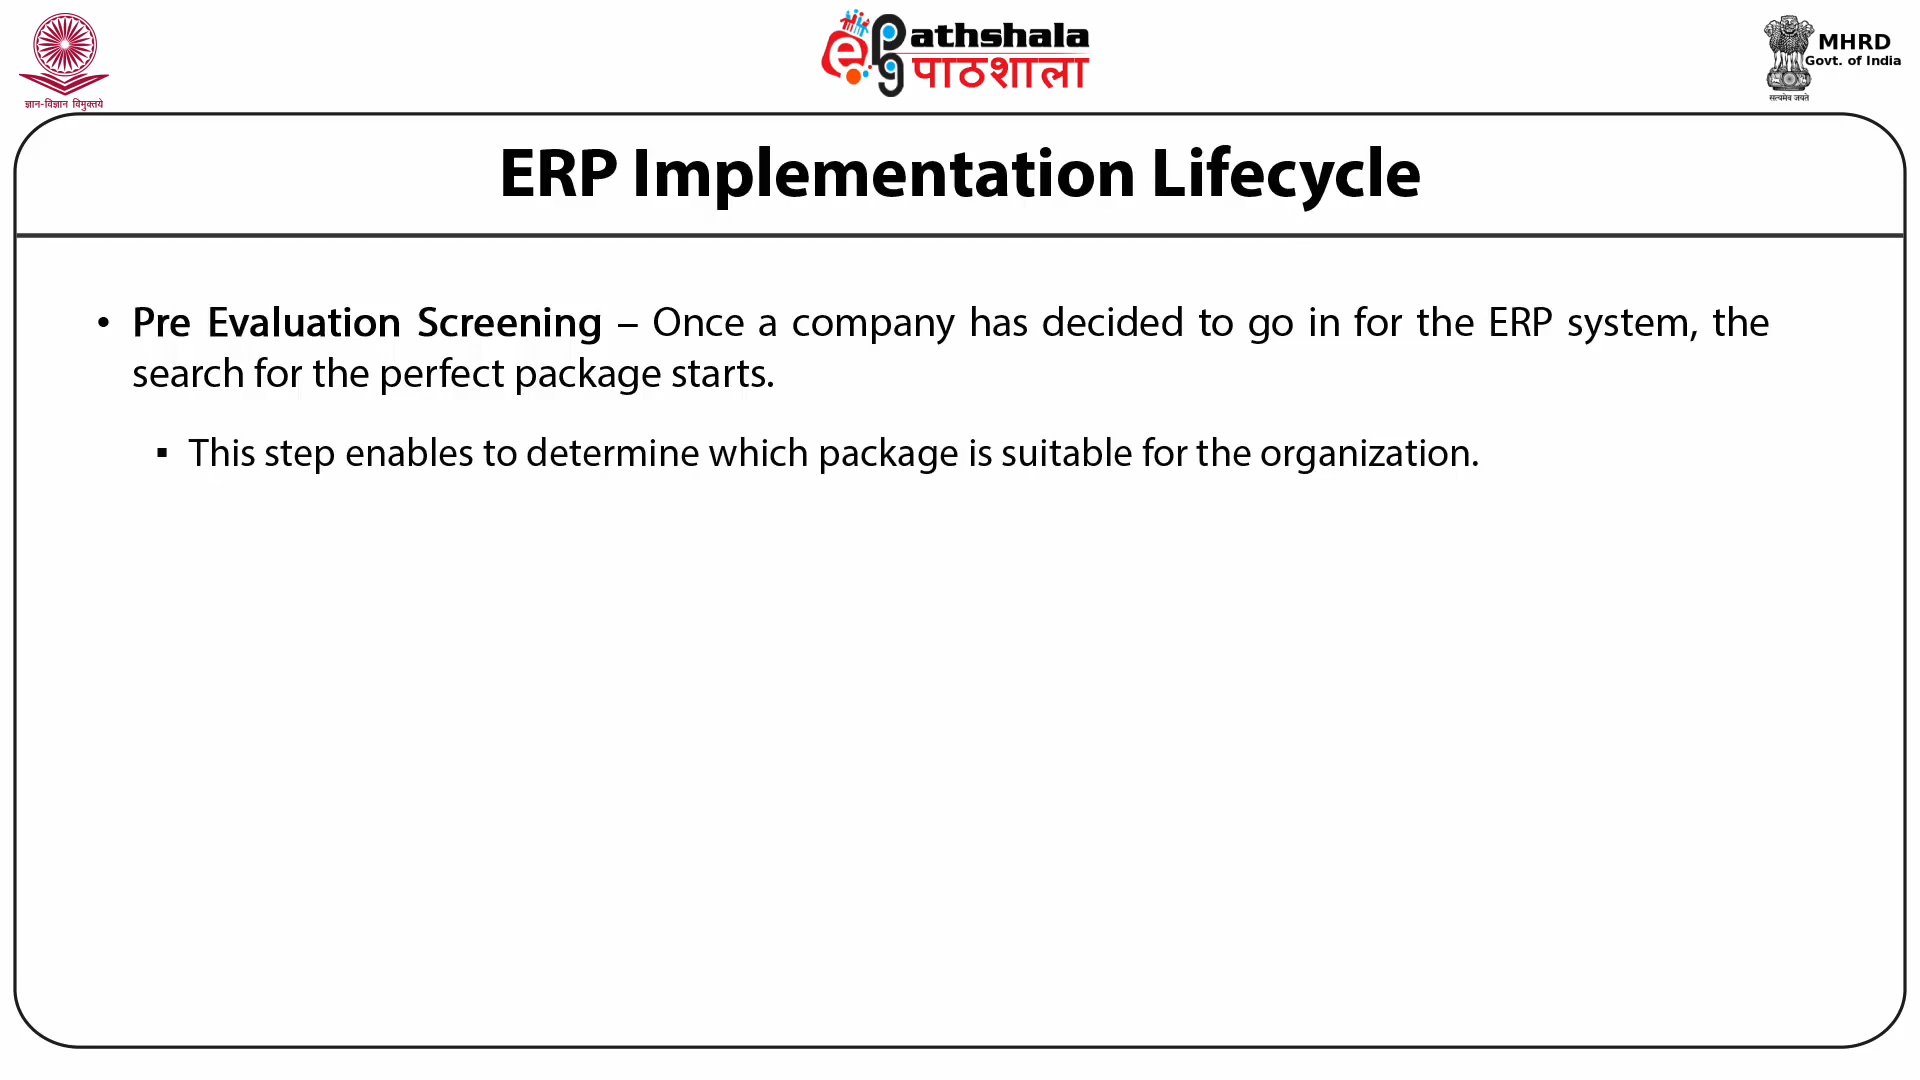 ज्ञान-विज्ञान विमुक्तये
e pg athshala
पाठशाला
MHRD
Govt. of India
सत्यमेव जयते
ERP Implementation Lifecycle
• Pre Evaluation Screening – Once a company has decided to go in for the ERP system, the
search for the perfect package starts.
▪ This step enables to determine which package is suitable for the organization.